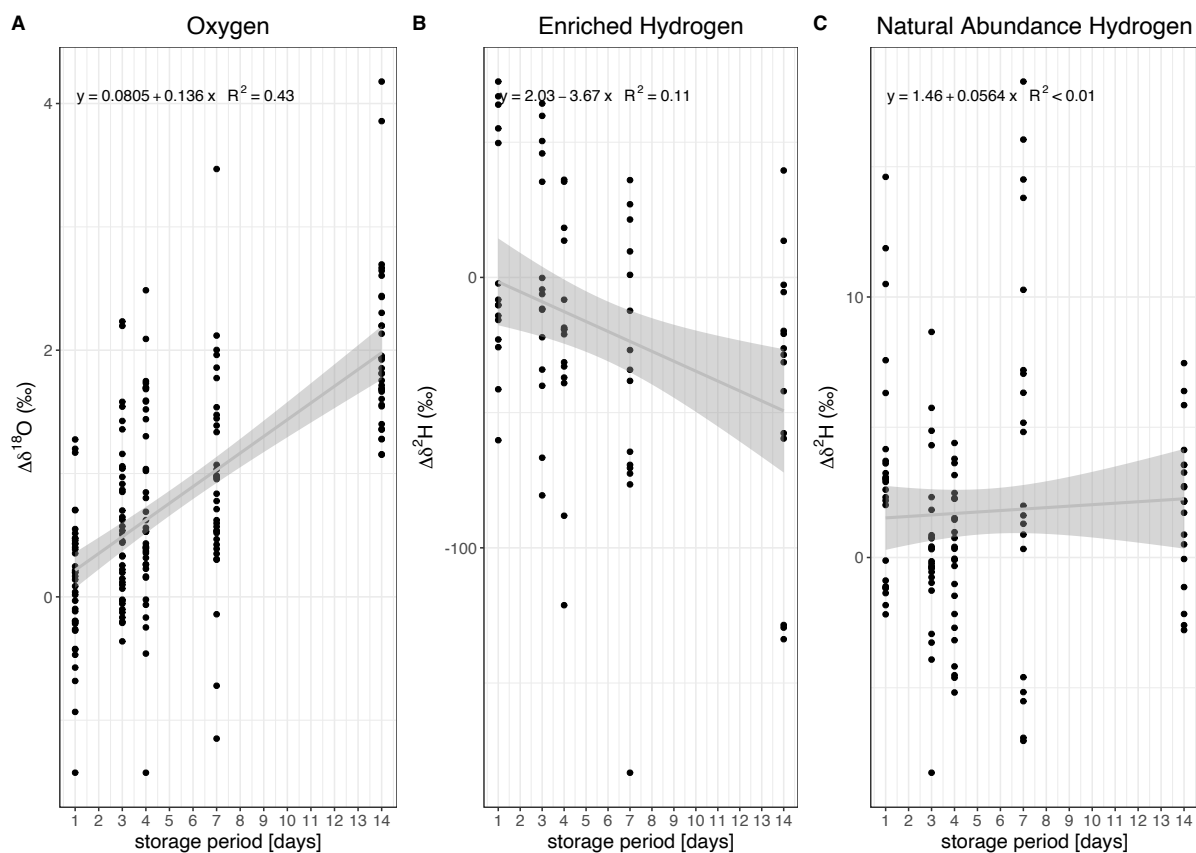 A Oxygen
y = 0.0805 + 0.136 x R² = 0.43
4
2
0
Δδ¹⁸O (‰)
1 2 3 4 5 6 7 8 9 10 11 12 13 14
storage period [days]
B Enriched Hydrogen
y = 2.03 − 3.67 x R² = 0.11
0
-100
Δδ²H (‰)
1 2 3 4 5 6 7 8 9 10 11 12 13 14
storage period [days]
C Natural Abundance Hydrogen
y = 1.46 + 0.0564 x R² < 0.01
10
0
Δδ²H (‰)
1 2 3 4 5 6 7 8 9 10 11 12 13 14
storage period [days]